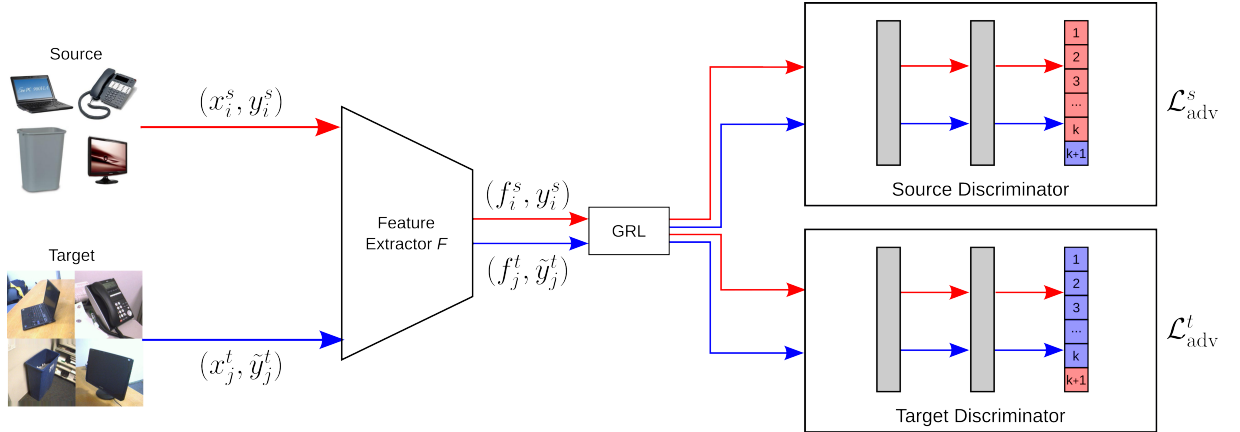 Source
(x_i^s, y_i^s)
Feature
Extractor F
Target
(x_j^t, ỹ_j^t)
(f_i^s, y_i^s)
(f_j^t, ỹ_j^t)
GRL
1
2
3
...
k
k+1
Source Discriminator
ℒ_adv^s
1
2
3
...
k
k+1
Target Discriminator
ℒ_adv^t